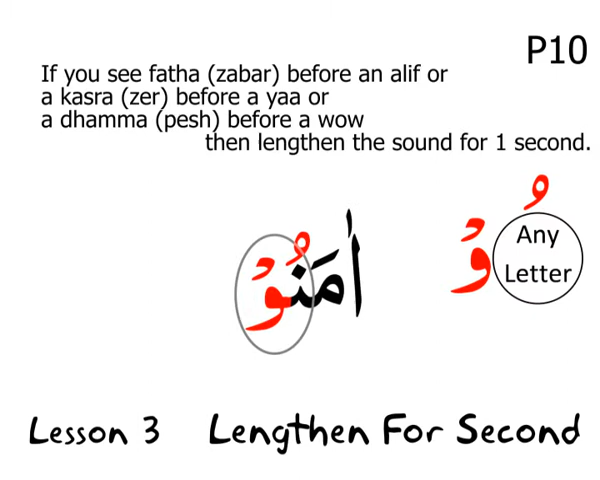 P10
If you see fatha (zabar) before an alif or
a kasra (zer) before a yaa or
a dhamma (pesh) before a wow
then lengthen the sound for 1 second.
اٰمَنُوْ
ُ Any
Letter وْ
Lesson 3 Lengthen For Second